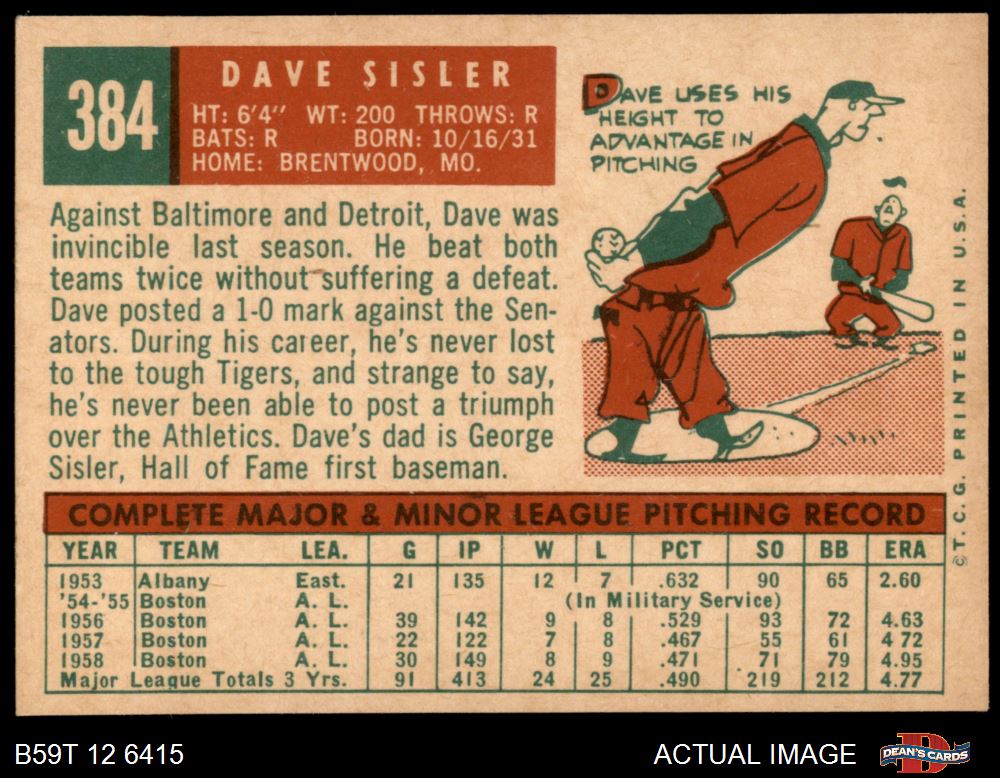 384
DAVE SISLER
HT: 6'4" WT: 200 THROWS: R
BATS: R BORN: 10/16/31
HOME: BRENTWOOD, MO.
DAVE USES HIS
HEIGHT TO
ADVANTAGE IN
PITCHING
Against Baltimore and Detroit, Dave was
invincible last season. He beat both
teams twice without suffering a defeat.
Dave posted a 1-0 mark against the Sen-
ators. During his career, he's never lost
to the tough Tigers, and strange to say,
he's never been able to post a triumph
over the Athletics. Dave's dad is George
Sisler, Hall of Fame first baseman.
©T.C.G. PRINTED IN U.S.A.
COMPLETE MAJOR & MINOR LEAGUE PITCHING RECORD
YEAR TEAM LEA. G IP W L PCT SO BB ERA
1953 Albany East. 21 135 12 7 .632 90 65 2.60
'54-'55 Boston A. L. (In Military Service)
1956 Boston A. L. 39 142 9 8 .529 93 72 4.63
1957 Boston A. L. 22 122 7 8 .467 55 61 4 72
1958 Boston A. L. 30 149 8 9 .471 71 79 4.95
Major League Totals 3 Yrs. 91 413 24 25 .490 219 212 4.77
B59T 12 6415
ACTUAL IMAGE
DEAN'S CARDS